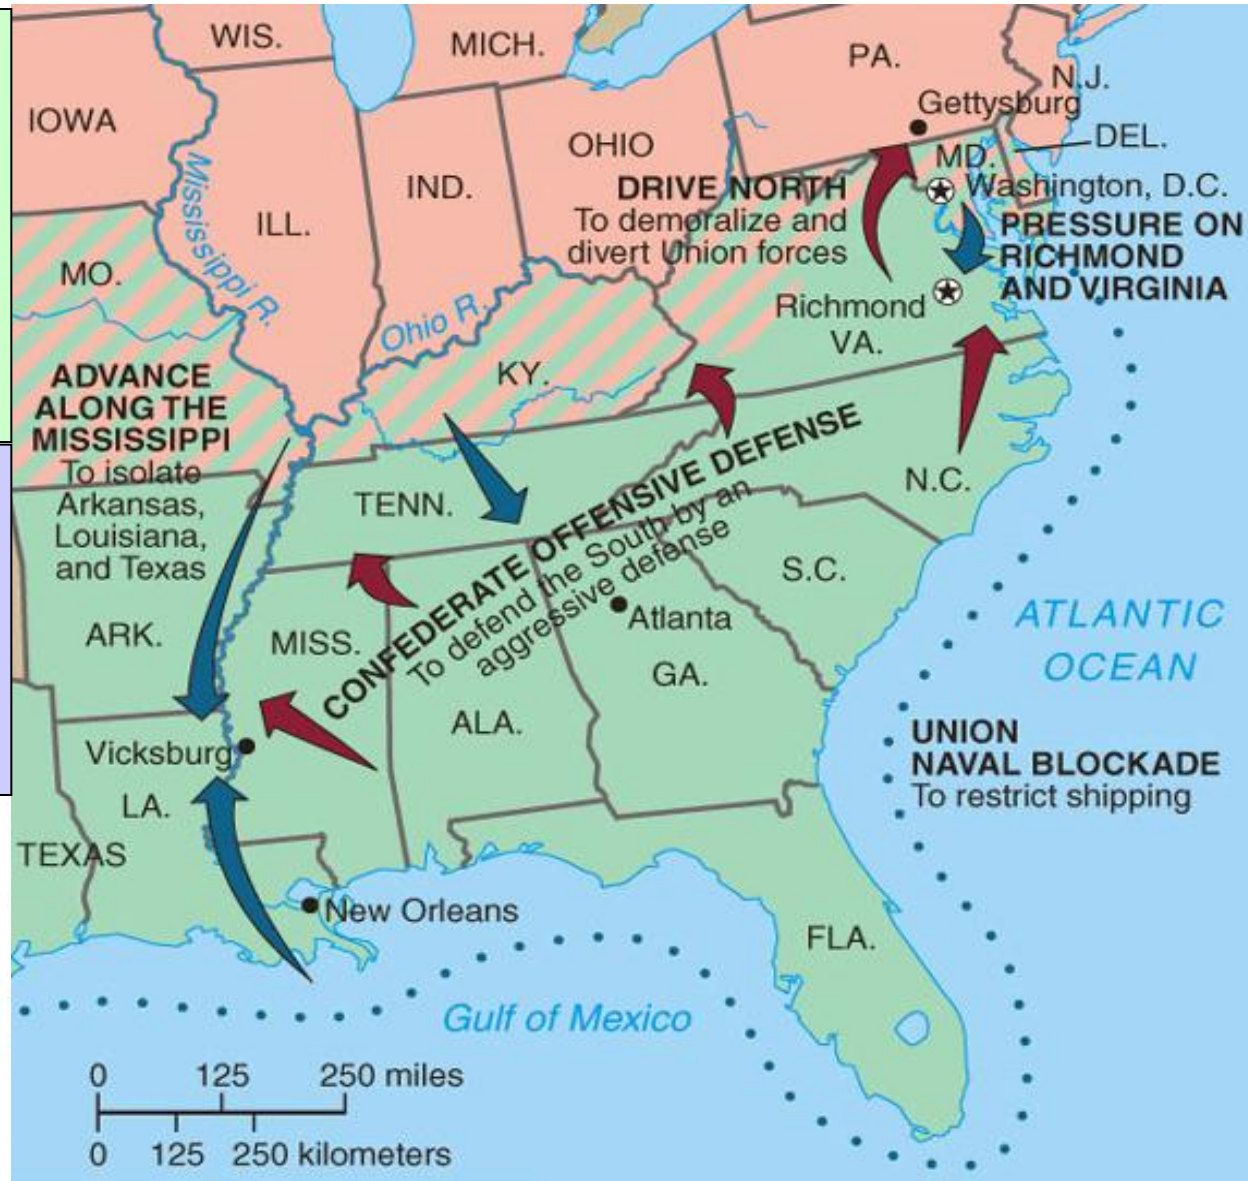 WIS.
MICH.
PA.
N.J.
IOWA
Gettysburg
OHIO
DEL.
MD.
IND.
Washington, D.C.
ILL.
Mississippi R.
DRIVE NORTH
To demoralize and
divert Union forces
PRESSURE ON
RICHMOND
AND VIRGINIA
MO.
Richmond
Ohio R.
VA.
KY.
ADVANCE
ALONG THE
MISSISSIPPI
To isolate
Arkansas,
Louisiana,
and Texas
TENN.
N.C.
CONFEDERATE OFFENSIVE DEFENSE
To defend the South by an
aggressive defense
S.C.
Atlanta
ATLANTIC
OCEAN
ARK.
MISS.
GA.
ALA.
UNION
NAVAL BLOCKADE
To restrict shipping
Vicksburg
LA.
TEXAS
New Orleans
FLA.
Gulf of Mexico
0 125 250 miles
0 125 250 kilometers